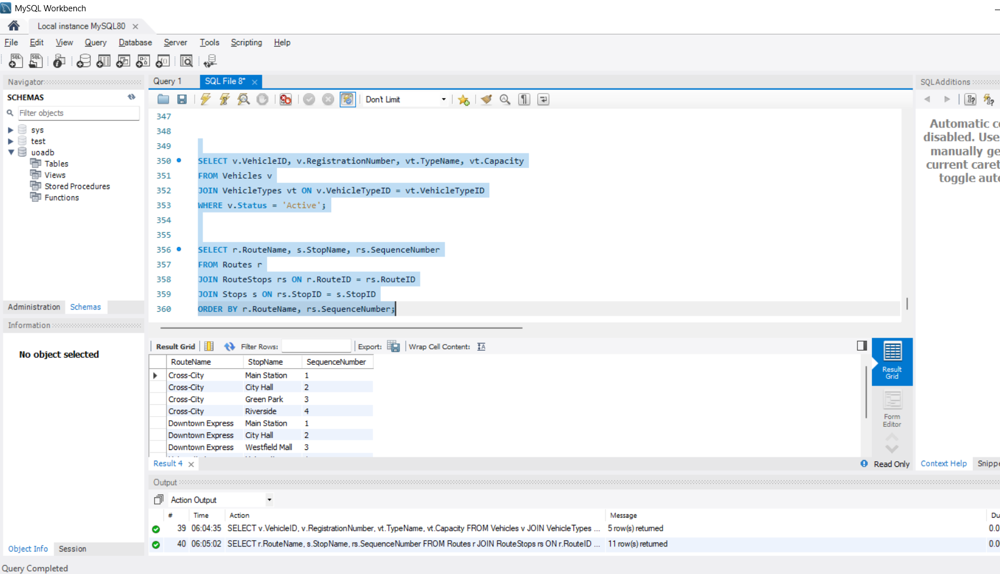 MySQL Workbench
Local instance MySQL80
File Edit View Query Database Server Tools Scripting Help
Navigator
SCHEMAS
Filter objects
sys
test
uoadb
Tables
Views
Stored Procedures
Functions
Administration Schemas
Information
No object selected
Object Info Session
Query 1 SQL File 8*
Don't Limit
347
348
349
350 SELECT v.VehicleID, v.RegistrationNumber, vt.TypeName, vt.Capacity
351 FROM Vehicles v
352 JOIN VehicleTypes vt ON v.VehicleTypeID = vt.VehicleTypeID
353 WHERE v.Status = 'Active';
354
355
356 SELECT r.RouteName, s.StopName, rs.SequenceNumber
357 FROM Routes r
358 JOIN RouteStops rs ON r.RouteID = rs.RouteID
359 JOIN Stops s ON rs.StopID = s.StopID
360 ORDER BY r.RouteName, rs.SequenceNumber;
Result Grid Filter Rows: Export: Wrap Cell Content:
RouteName StopName SequenceNumber
Cross-City Main Station 1
Cross-City City Hall 2
Cross-City Green Park 3
Cross-City Riverside 4
Downtown Express Main Station 1
Downtown Express City Hall 2
Downtown Express Westfield Mall 3
Result Grid
Form Editor
Result 4
Read Only
SQLAdditions
Automatic co
disabled. Use
manually ge
current caret
toggle auto
Context Help Snippe
Output
Action Output
# Time Action Message Du
39 06:04:35 SELECT v.VehicleID, v.RegistrationNumber, vt.TypeName, vt.Capacity FROM Vehicles v JOIN VehicleTypes ... 5 row(s) returned 0.0
40 06:05:02 SELECT r.RouteName, s.StopName, rs.SequenceNumber FROM Routes r JOIN RouteStops rs ON r.RouteID ... 11 row(s) returned 0.0
Query Completed